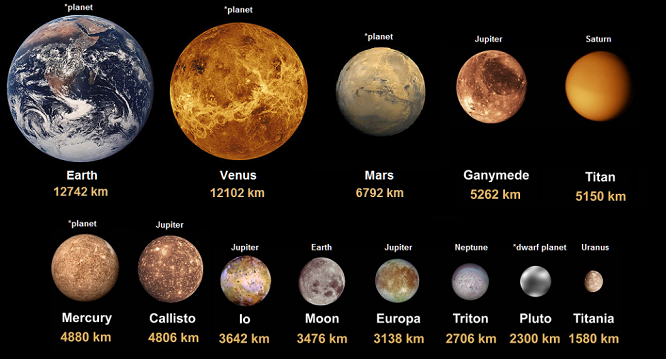 *planet
*planet
*planet
Jupiter
Saturn
Earth
Venus
Mars
Ganymede
Titan
12742 km
12102 km
6792 km
5262 km
5150 km
*planet
Jupiter
Jupiter
Earth
Jupiter
Neptune
*dwarf planet
Uranus
Mercury
Callisto
Io
Moon
Europa
Triton
Pluto
Titania
4880 km
4806 km
3642 km
3476 km
3138 km
2706 km
2300 km
1580 km